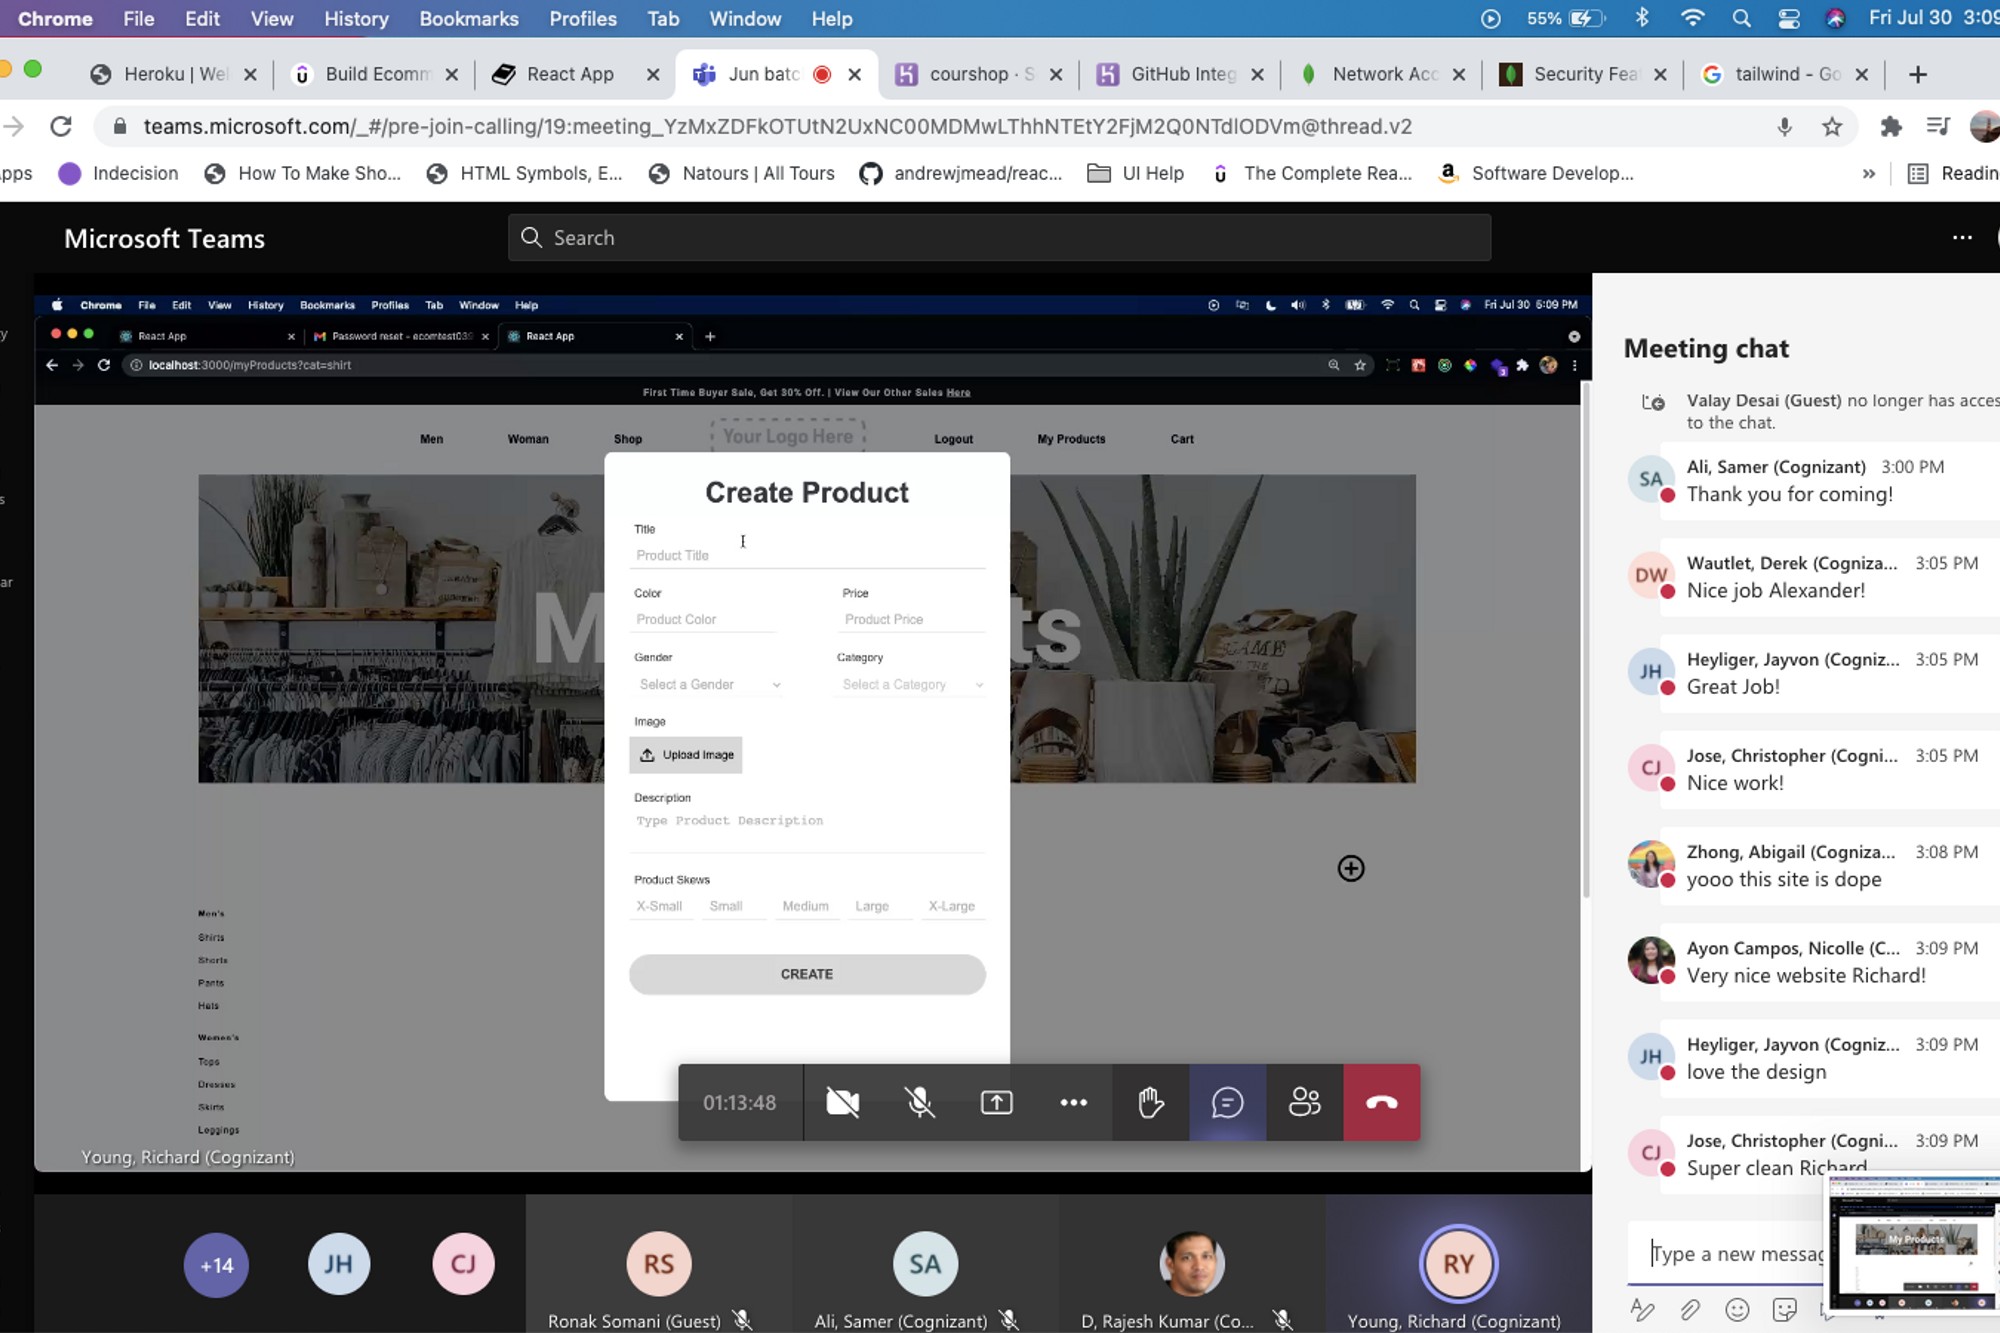 Chrome File Edit View History Bookmarks Profiles Tab Window Help 55% Fri Jul 30 3:09
Heroku | Wel Build Ecomm React App Jun batc courshop · S GitHub Integ Network Acc Security Fea tailwind - Go
teams.microsoft.com/_#/pre-join-calling/19:meeting_YzMxZDFkOTUtN2UxNC00MDMwLThhNTEtY2FjM2Q0NTdlODVm@thread.v2
pps Indecision How To Make Sho... HTML Symbols, E... Natours | All Tours andrewjmead/reac... UI Help The Complete Rea... Software Develop... » Readin
Microsoft Teams
Search
Chrome File Edit View History Bookmarks Profiles Tab Window Help Fri Jul 30 5:09 PM
React App Password reset - ecomtest039 React App
localhost:3000/myProducts?cat=shirt
First Time Buyer Sale, Get 30% Off. | View Our Other Sales Here
Men Woman Shop Your Logo Here Logout My Products Cart
M ts
GAME
Create Product
Title
Product Title
Color Price
Product Color Product Price
Gender Category
Select a Gender Select a Category
Image
Upload Image
Description
Type Product Description
Product Skews
X-Small Small Medium Large X-Large
CREATE
Men's
Shirts
Shorts
Pants
Hats
Women's
Tops
Dresses
Skirts
Leggings
01:13:48
Young, Richard (Cognizant)
+14 JH CJ RS SA RY
Ronak Somani (Guest) Ali, Samer (Cognizant) D, Rajesh Kumar (Co... Young, Richard (Cognizant)
Meeting chat
Valay Desai (Guest) no longer has acces
to the chat.
SA Ali, Samer (Cognizant) 3:00 PM
Thank you for coming!
DW Wautlet, Derek (Cogniza... 3:05 PM
Nice job Alexander!
JH Heyliger, Jayvon (Cogniz... 3:05 PM
Great Job!
CJ Jose, Christopher (Cogni... 3:05 PM
Nice work!
Zhong, Abigail (Cogniza... 3:08 PM
yooo this site is dope
Ayon Campos, Nicolle (C... 3:09 PM
Very nice website Richard!
JH Heyliger, Jayvon (Cogniz... 3:09 PM
love the design
CJ Jose, Christopher (Cogni... 3:09 PM
Super clean Richard
Type a new messag
My Products